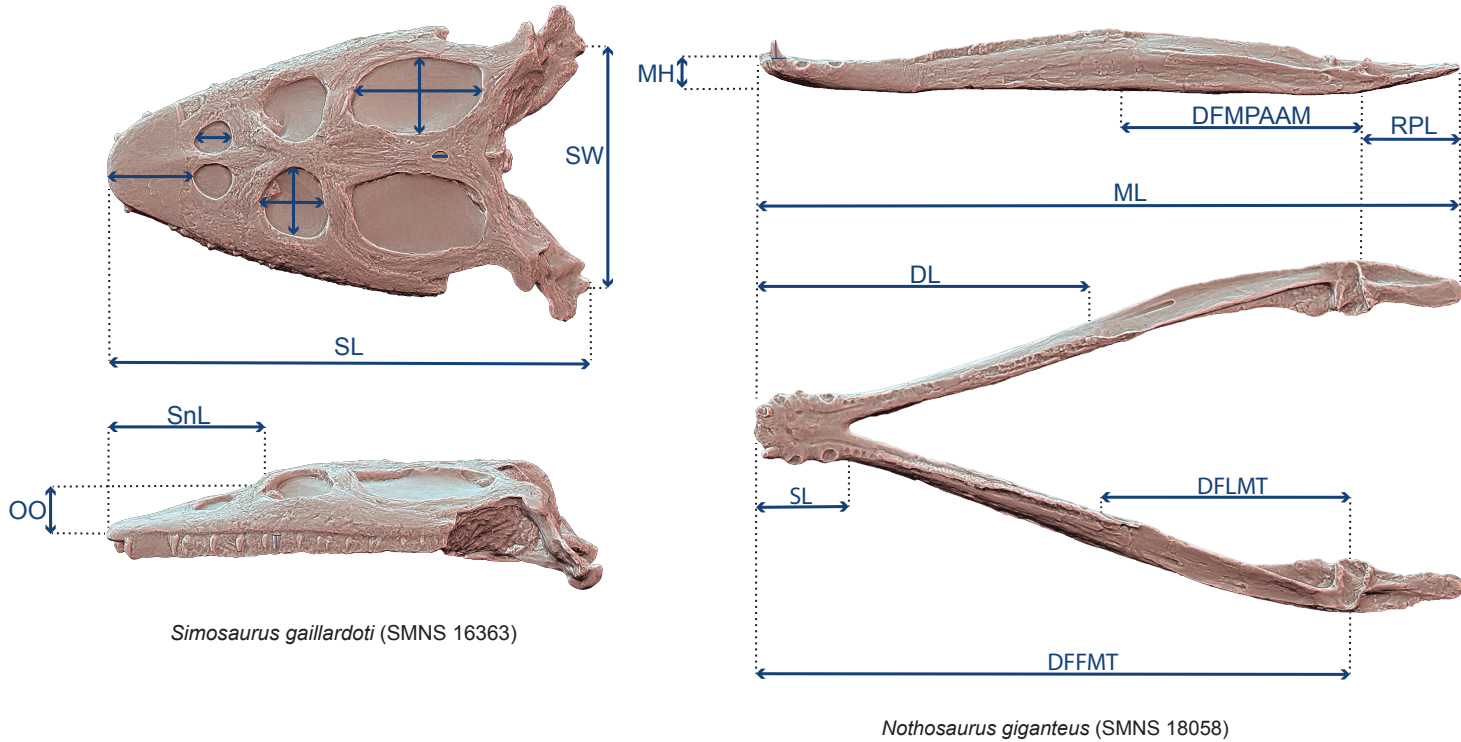 SW
SL
SnL
OO
Simosaurus gaillardoti (SMNS 16363)
MH
DFMPAAM
RPL
ML
DL
SL
DFLMT
DFFMT
Nothosaurus giganteus (SMNS 18058)